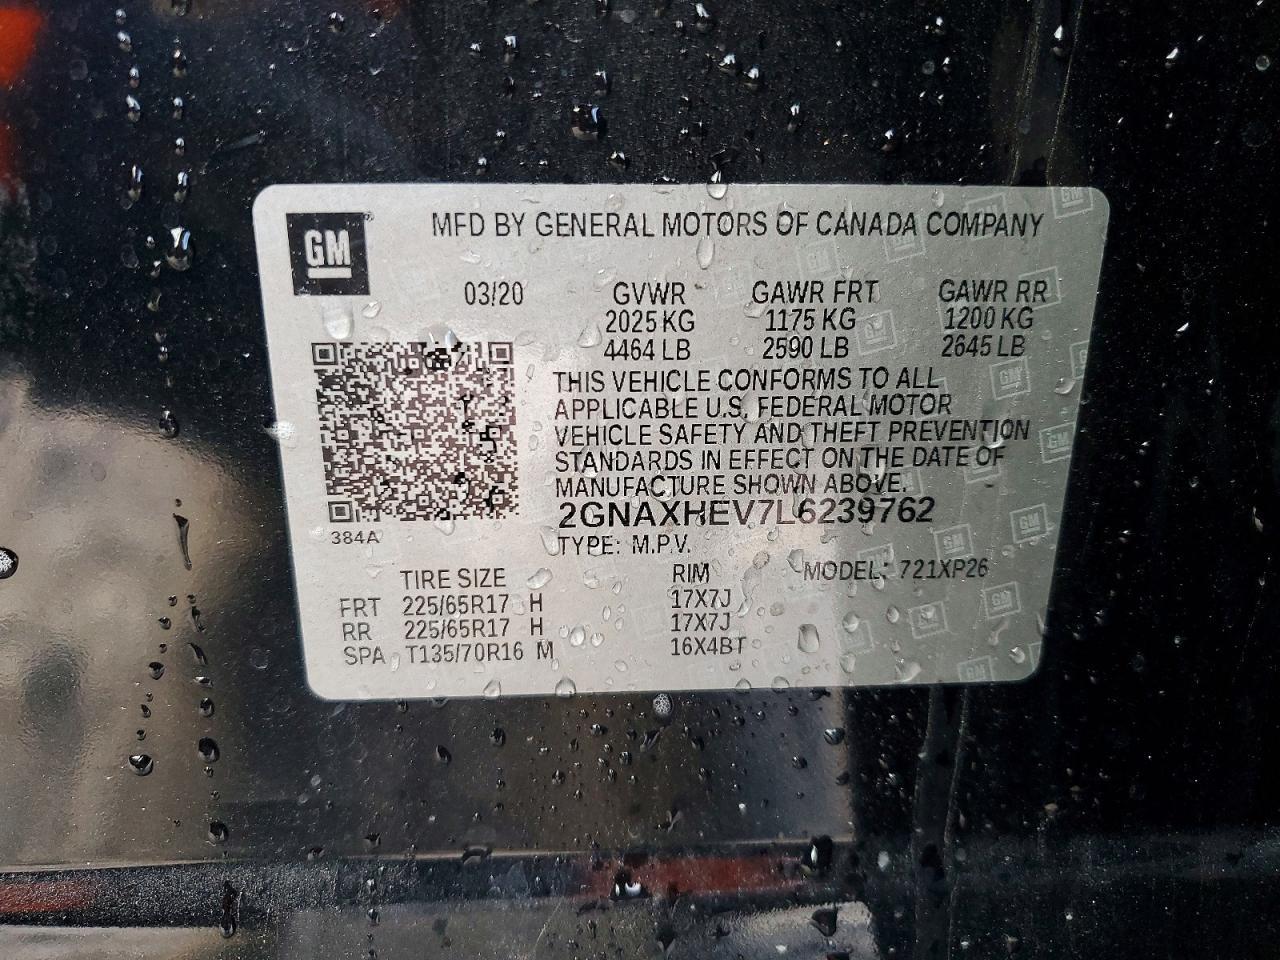 GM
MFD BY GENERAL MOTORS OF CANADA COMPANY
03/20 GVWR GAWR FRT GAWR RR
2025 KG 1175 KG 1200 KG
4464 LB 2590 LB 2645 LB
THIS VEHICLE CONFORMS TO ALL
APPLICABLE U.S. FEDERAL MOTOR
VEHICLE SAFETY AND THEFT PREVENTION
STANDARDS IN EFFECT ON THE DATE OF
MANUFACTURE SHOWN ABOVE.
2GNAXHEV7L6239762
384A
TYPE: M.P.V.
TIRE SIZE RIM MODEL: 721XP26
FRT 225/65R17 H 17X7J
RR 225/65R17 H 17X7J
SPA T135/70R16 M 16X4BT